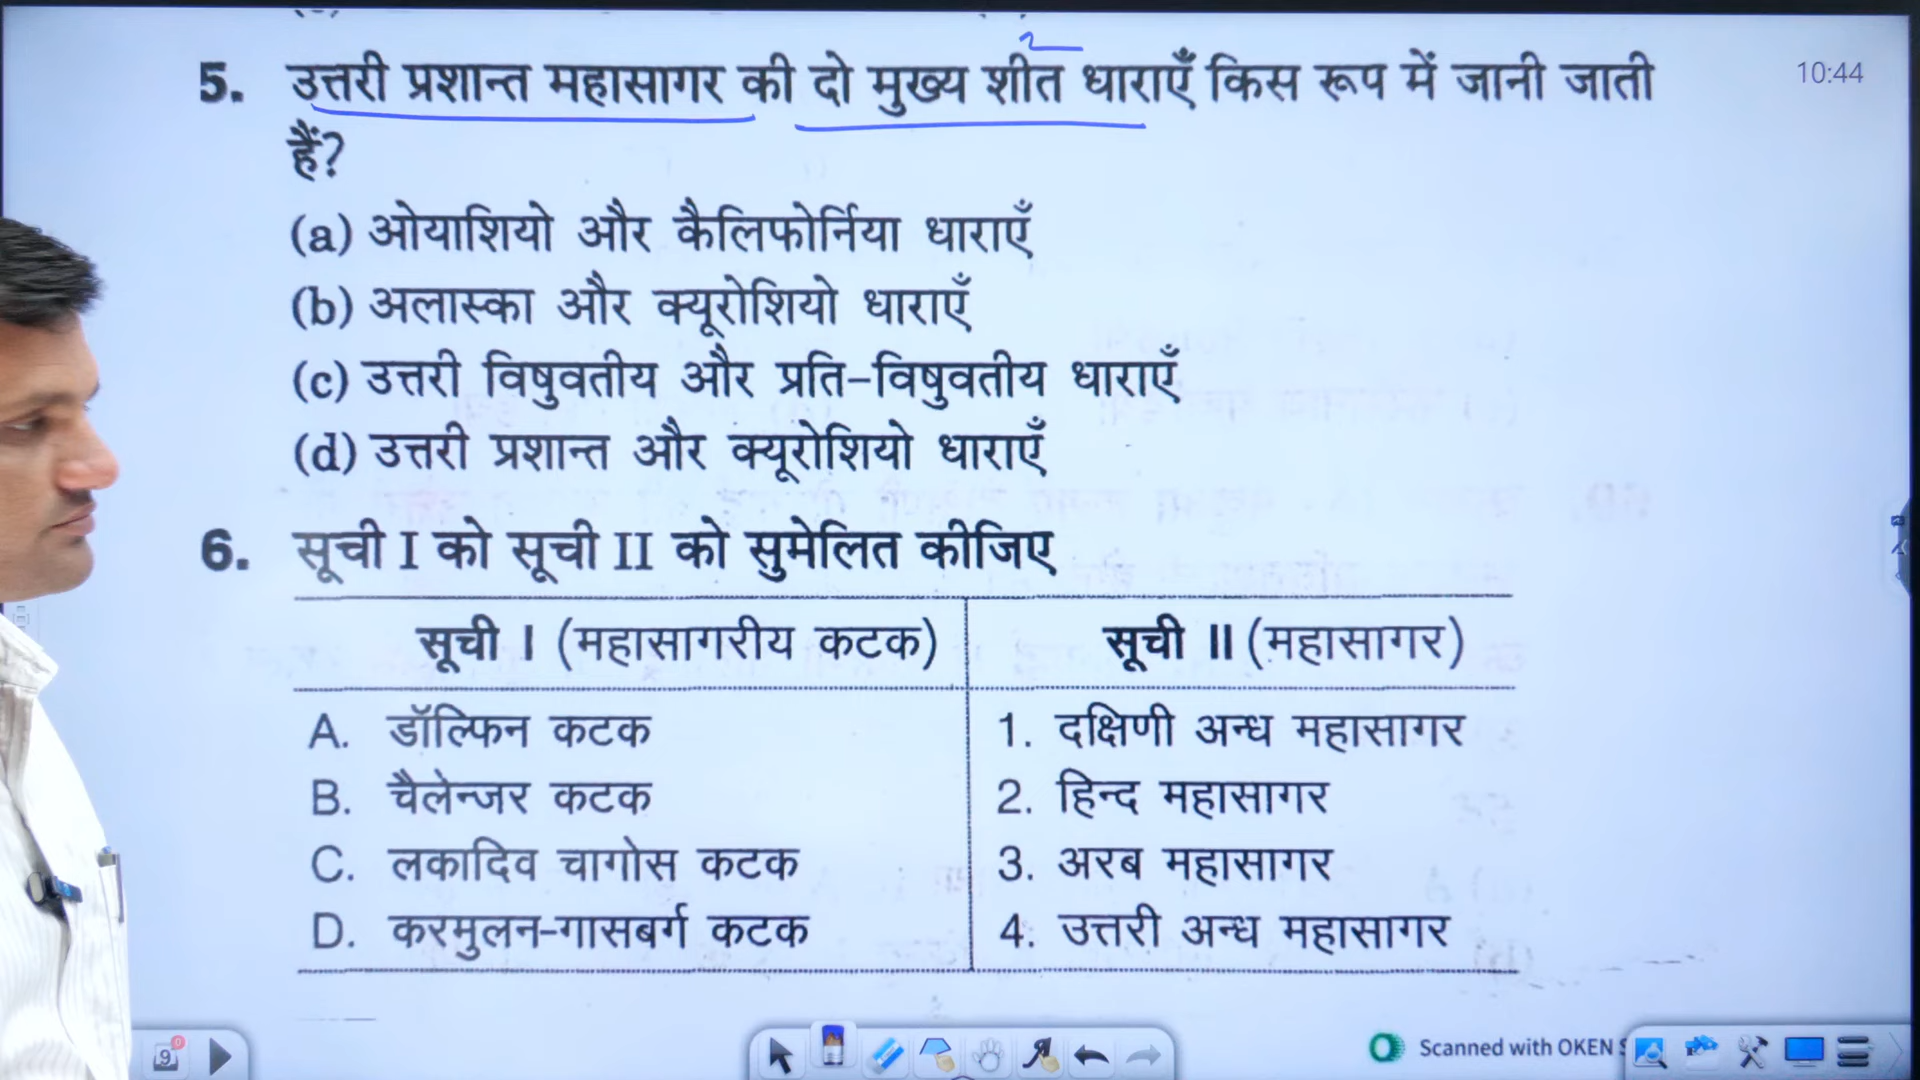 10:44
5. उत्तरी प्रशान्त महासागर की दो मुख्य शीत धाराएँ किस रूप में जानी जाती
हैं?
(a) ओयाशियो और कैलिफोर्निया धाराएँ
(b) अलास्का और क्यूरोशियो धाराएँ
(c) उत्तरी विषुवतीय और प्रति-विषुवतीय धाराएँ
(d) उत्तरी प्रशान्त और क्यूरोशियो धाराएँ
6. सूची I को सूची II को सुमेलित कीजिए
सूची I (महासागरीय कटक) सूची II (महासागर)
A. डॉल्फिन कटक 1. दक्षिणी अन्ध महासागर
B. चैलेन्जर कटक 2. हिन्द महासागर
C. लकादिव चागोस कटक 3. अरब महासागर
D. करमुलन-गासबर्ग कटक 4. उत्तरी अन्ध महासागर
Scanned with OKEN